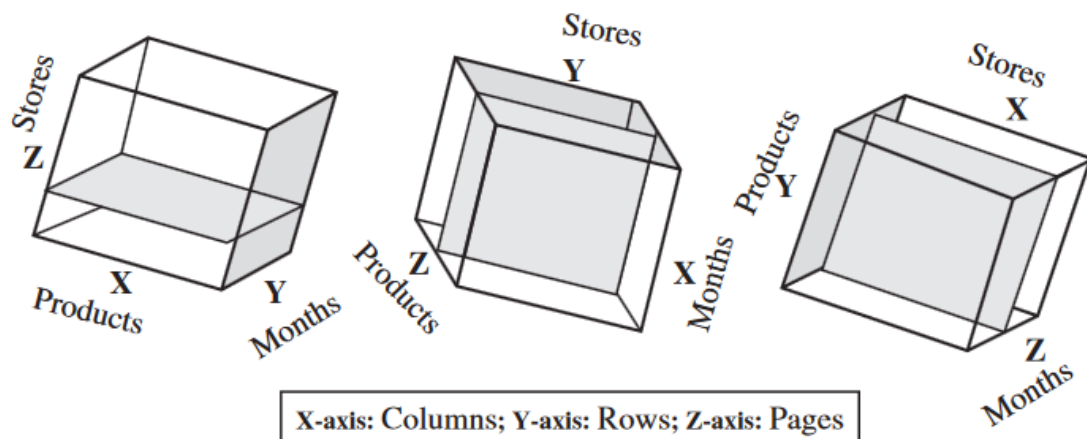 Stores
Z
X
Products
Y
Months
Stores
Y
Z
Products
X
Months
Stores
X
Products
Y
Z
Months
X-axis: Columns; Y-axis: Rows; Z-axis: Pages